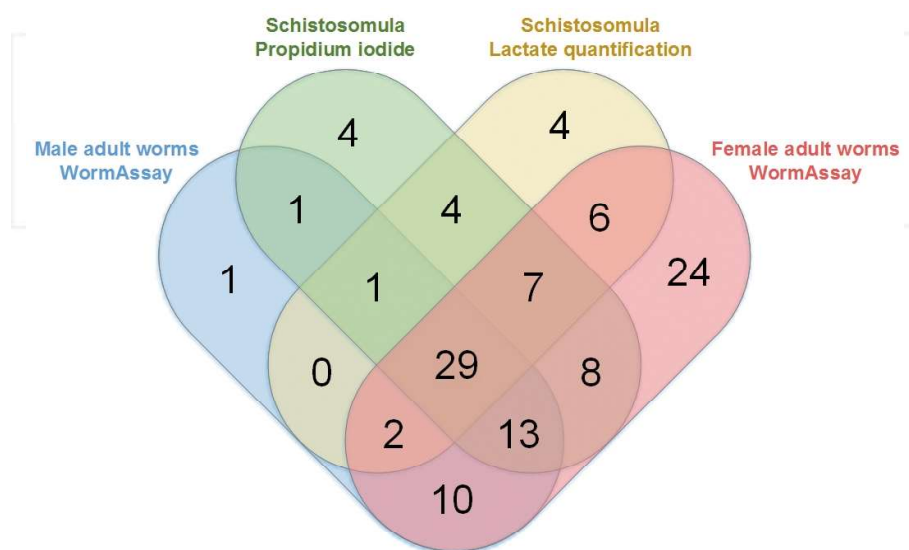 Schistosomula
Propidium iodide
Schistosomula
Lactate quantification
Male adult worms
WormAssay
Female adult worms
WormAssay
4
4
1
4
6
1
1
7
24
0
29
8
2
13
10